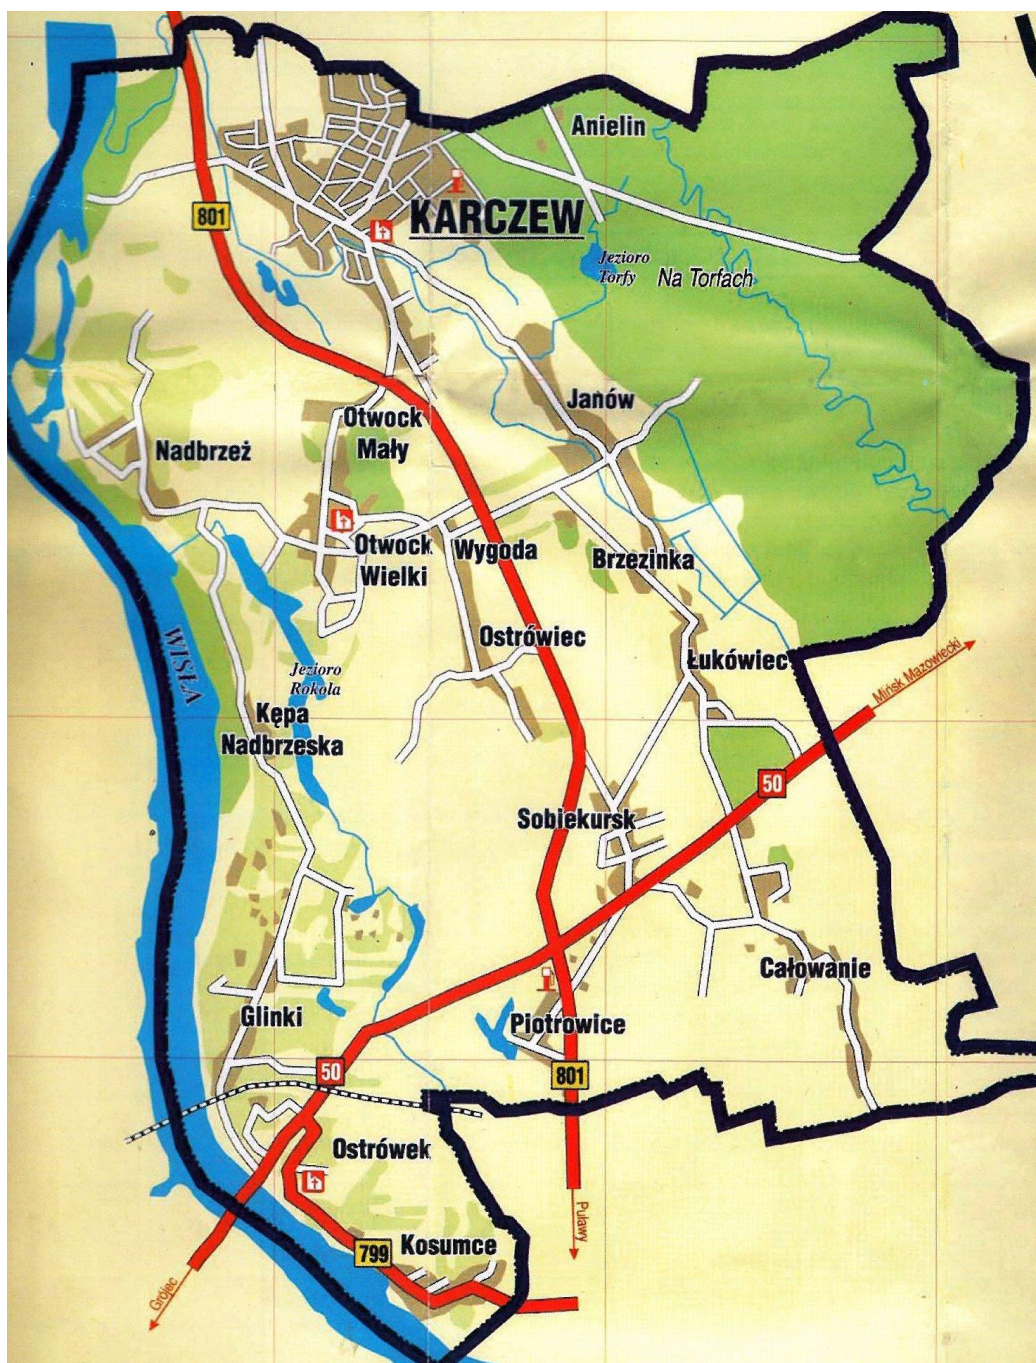 Anielin
801
KARCZEW
Jezioro
Torfy
Na Torfach
Janów
Otwock
Mały
Nadbrzeż
Otwock
Wielki
Wygoda
Brzezinka
Ostrówiec
Łukówiec
WISŁA
Jezioro
Rokola
Mińsk Mazowiecki
Kępa
Nadbrzeska
50
Sobiekursk
Całowanie
Glinki
Piotrowice
50
801
Ostrówek
Puławy
799
Kosumce
Grójec